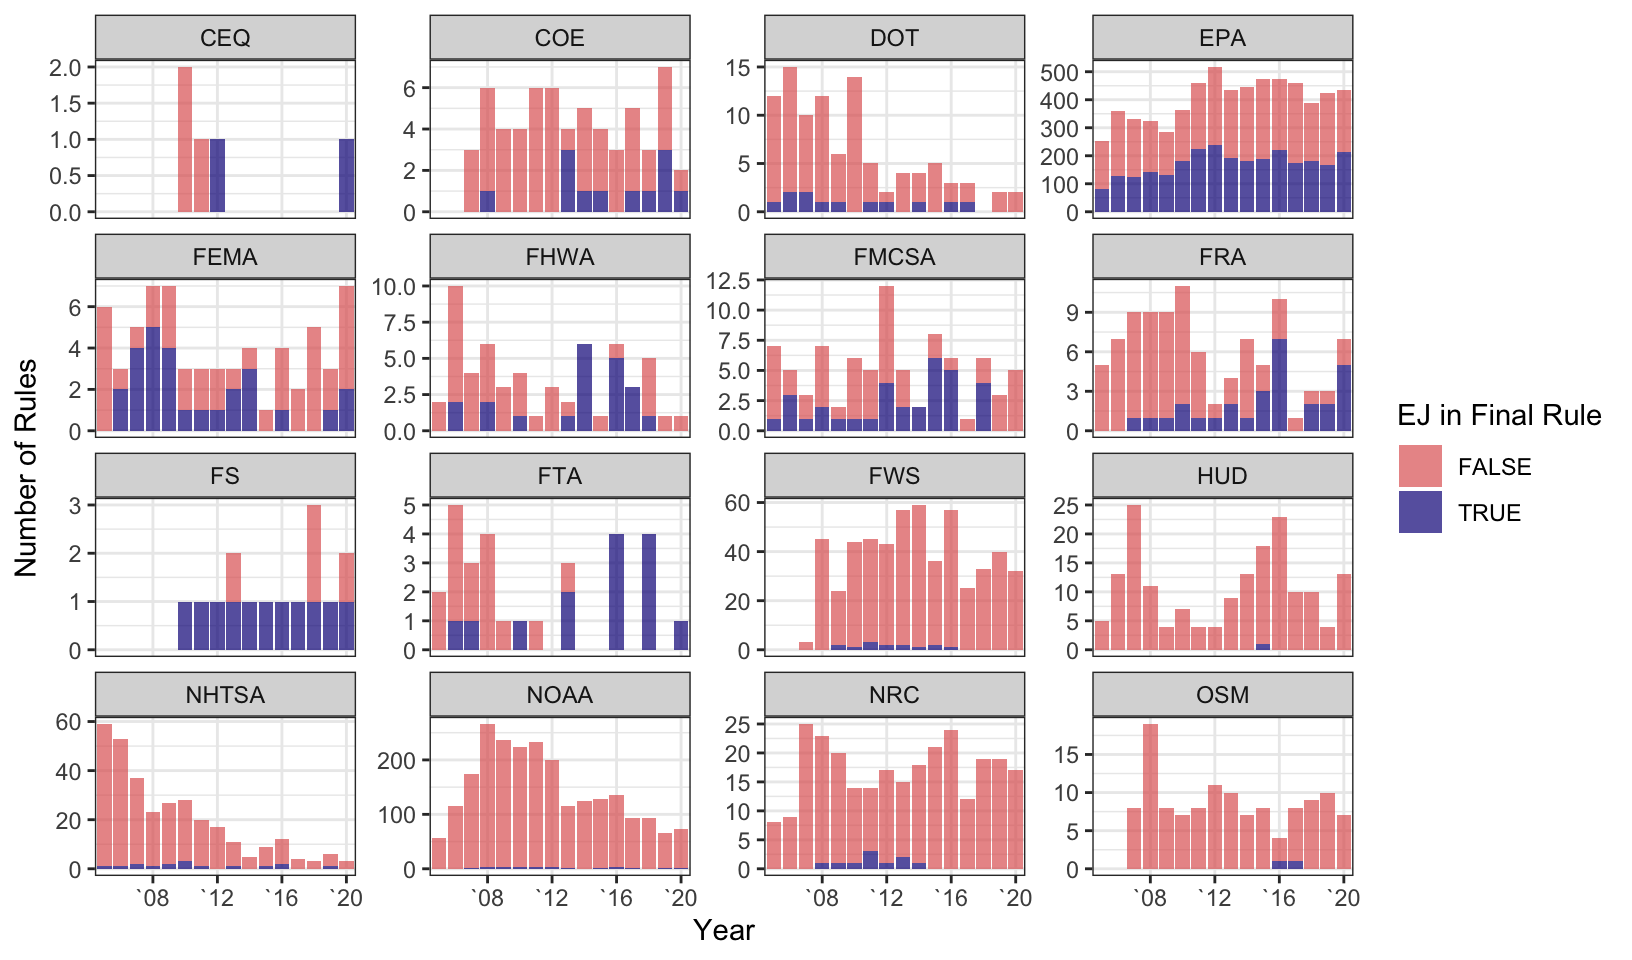 CEQ COE DOT EPA
2.0 1.5 1.0 0.5 0.0
6 4 2 0
15 10 5 0
500 400 300 200 100 0
FEMA FHWA FMCSA FRA
6 4 2 0
10.0 7.5 5.0 2.5 0.0
12.5 10.0 7.5 5.0 2.5 0.0
9 6 3 0
FS FTA FWS HUD
3 2 1 0
5 4 3 2 1 0
60 40 20 0
25 20 15 10 5 0
NHTSA NOAA NRC OSM
60 40 20 0
200 100 0
25 20 15 10 5 0
15 10 5 0
`08 `12 `16 `20 `08 `12 `16 `20 `08 `12 `16 `20 `08 `12 `16 `20
Year
Number of Rules
EJ in Final Rule
FALSE
TRUE